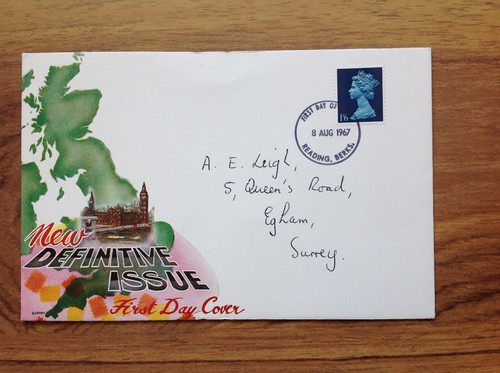 FIRST DAY OF
8 AUG 1967
READING, BERKS.
1/6
A. E. Leigh,
5, Queen's Road,
Egham,
Surrey.
New
DEFINITIVE
ISSUE
First Day Cover